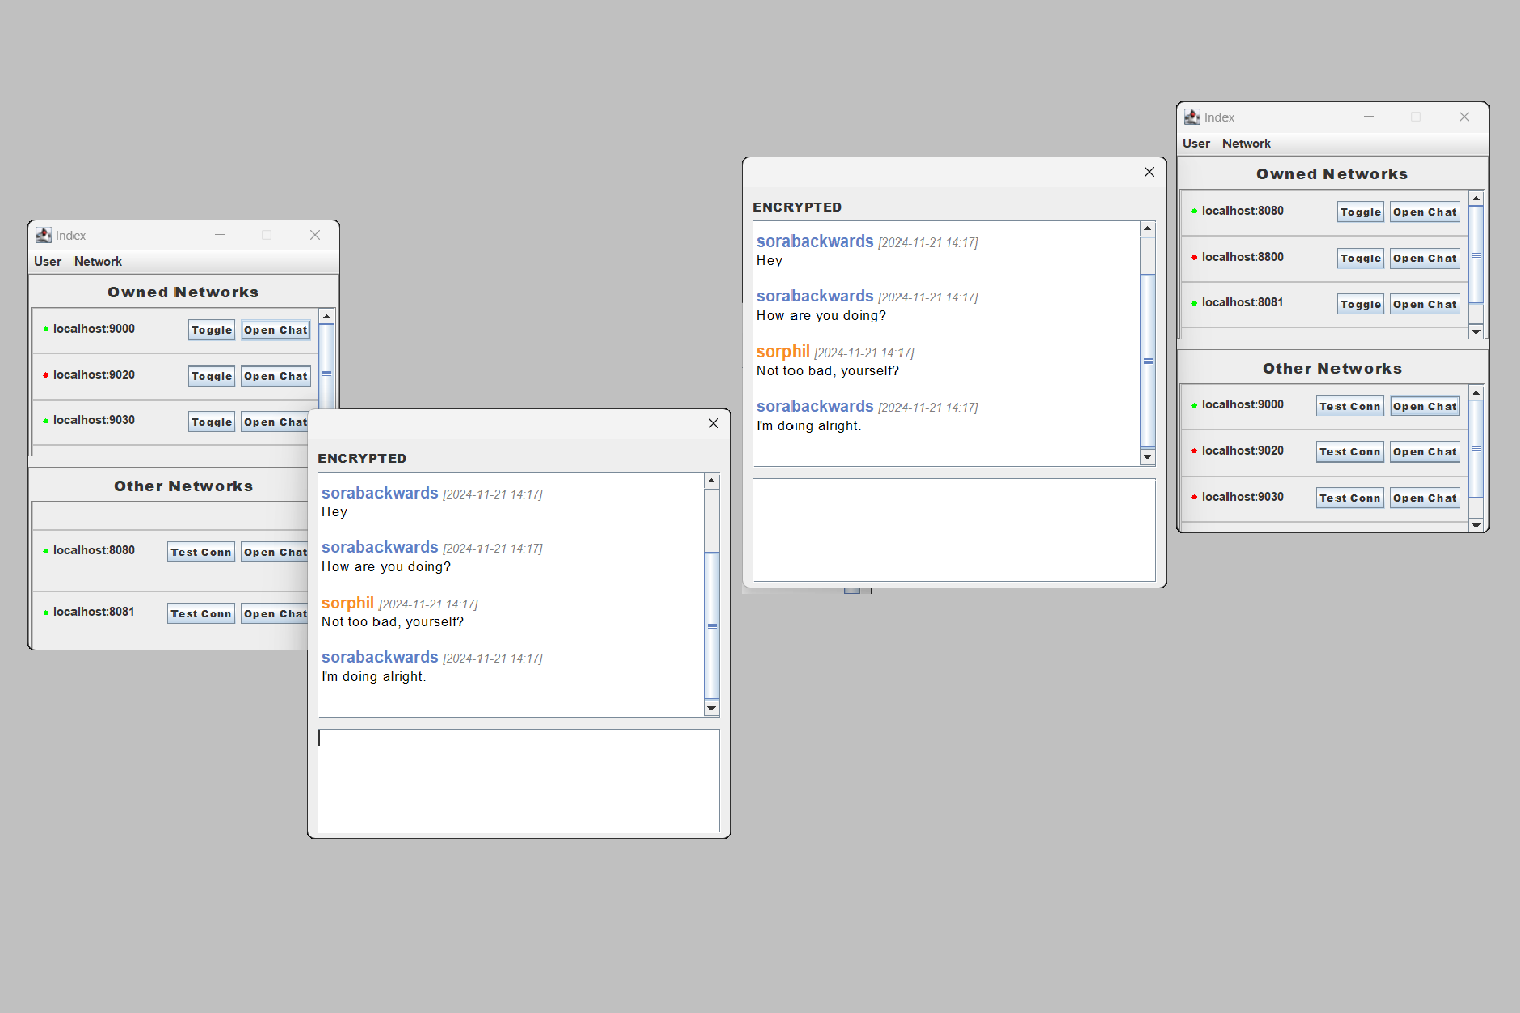 Index
User Network
Owned Networks
localhost:9000 Toggle Open Chat
localhost:9020 Toggle Open Chat
localhost:9030 Toggle Open Chat
Other Networks
localhost:8080 Test Conn Open Chat
localhost:8081 Test Conn Open Chat
ENCRYPTED
sorabackwards [2024-11-21 14:17]
Hey
sorabackwards [2024-11-21 14:17]
How are you doing?
sorphil [2024-11-21 14:17]
Not too bad, yourself?
sorabackwards [2024-11-21 14:17]
I'm doing alright.
ENCRYPTED
sorabackwards [2024-11-21 14:17]
Hey
sorabackwards [2024-11-21 14:17]
How are you doing?
sorphil [2024-11-21 14:17]
Not too bad, yourself?
sorabackwards [2024-11-21 14:17]
I'm doing alright.
Index
User Network
Owned Networks
localhost:8080 Toggle Open Chat
localhost:8800 Toggle Open Chat
localhost:8081 Toggle Open Chat
Other Networks
localhost:9000 Test Conn Open Chat
localhost:9020 Test Conn Open Chat
localhost:9030 Test Conn Open Chat